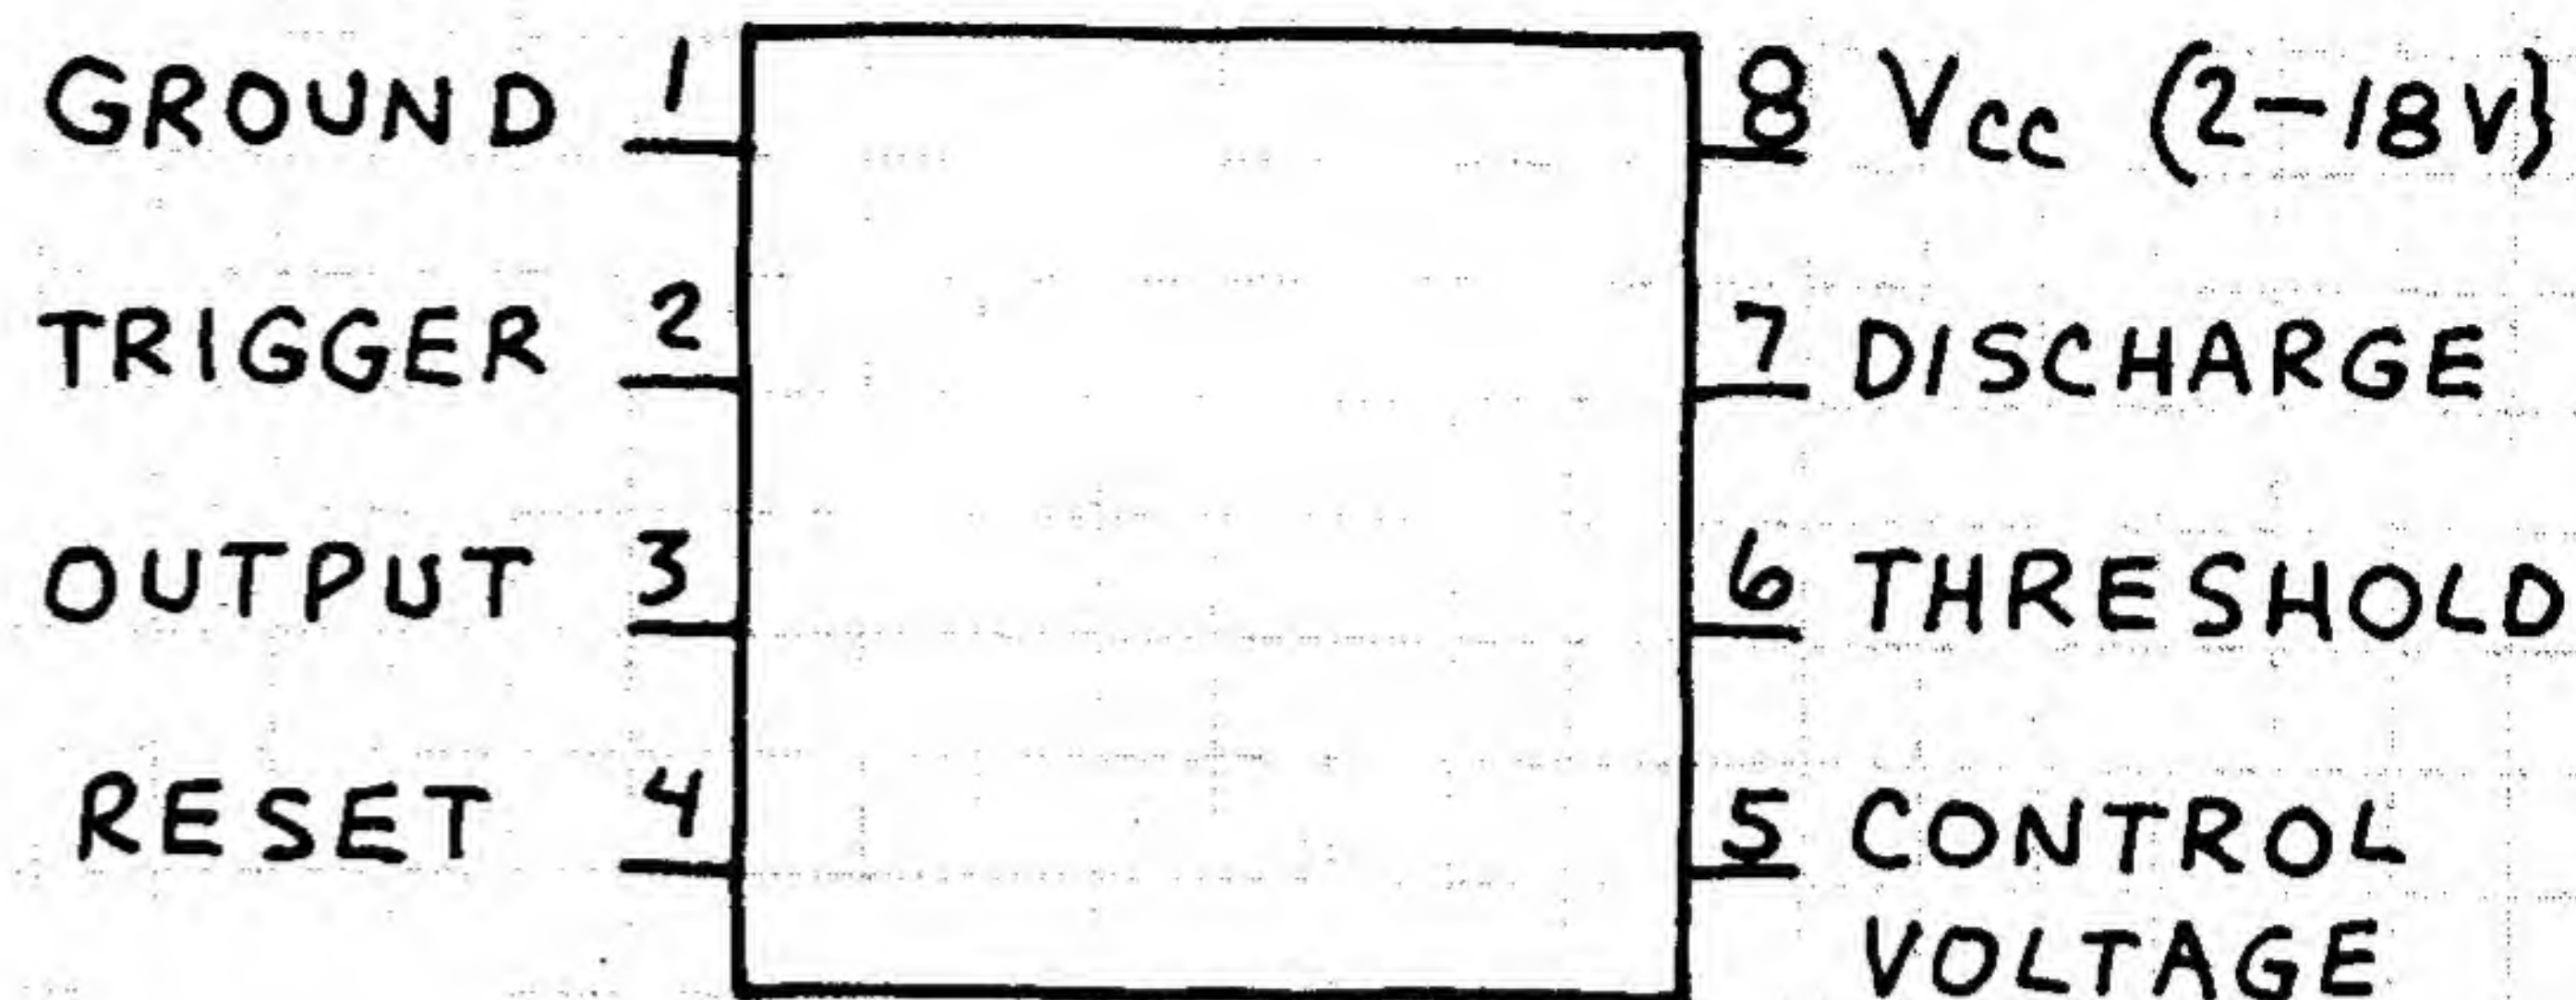 GROUND 1 8 Vcc (2-18V)
TRIGGER 2 7 DISCHARGE
OUTPUT 3 6 THRESHOLD
RESET 4 5 CONTROL
VOLTAGE